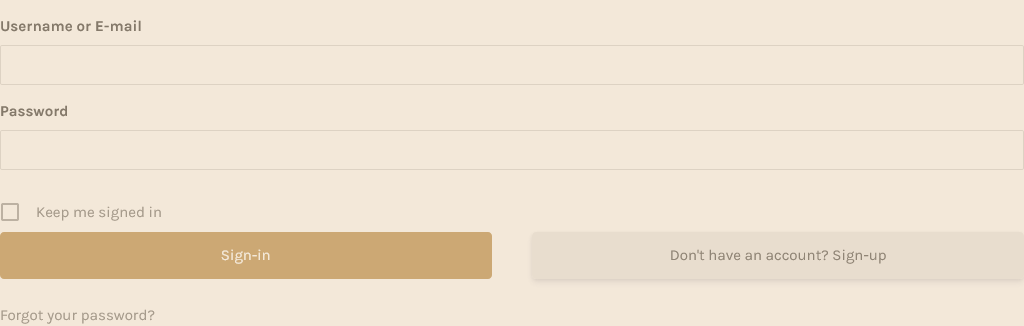 Username or E-mail
Password
Keep me signed in
Sign-in
Don't have an account? Sign-up
Forgot your password?